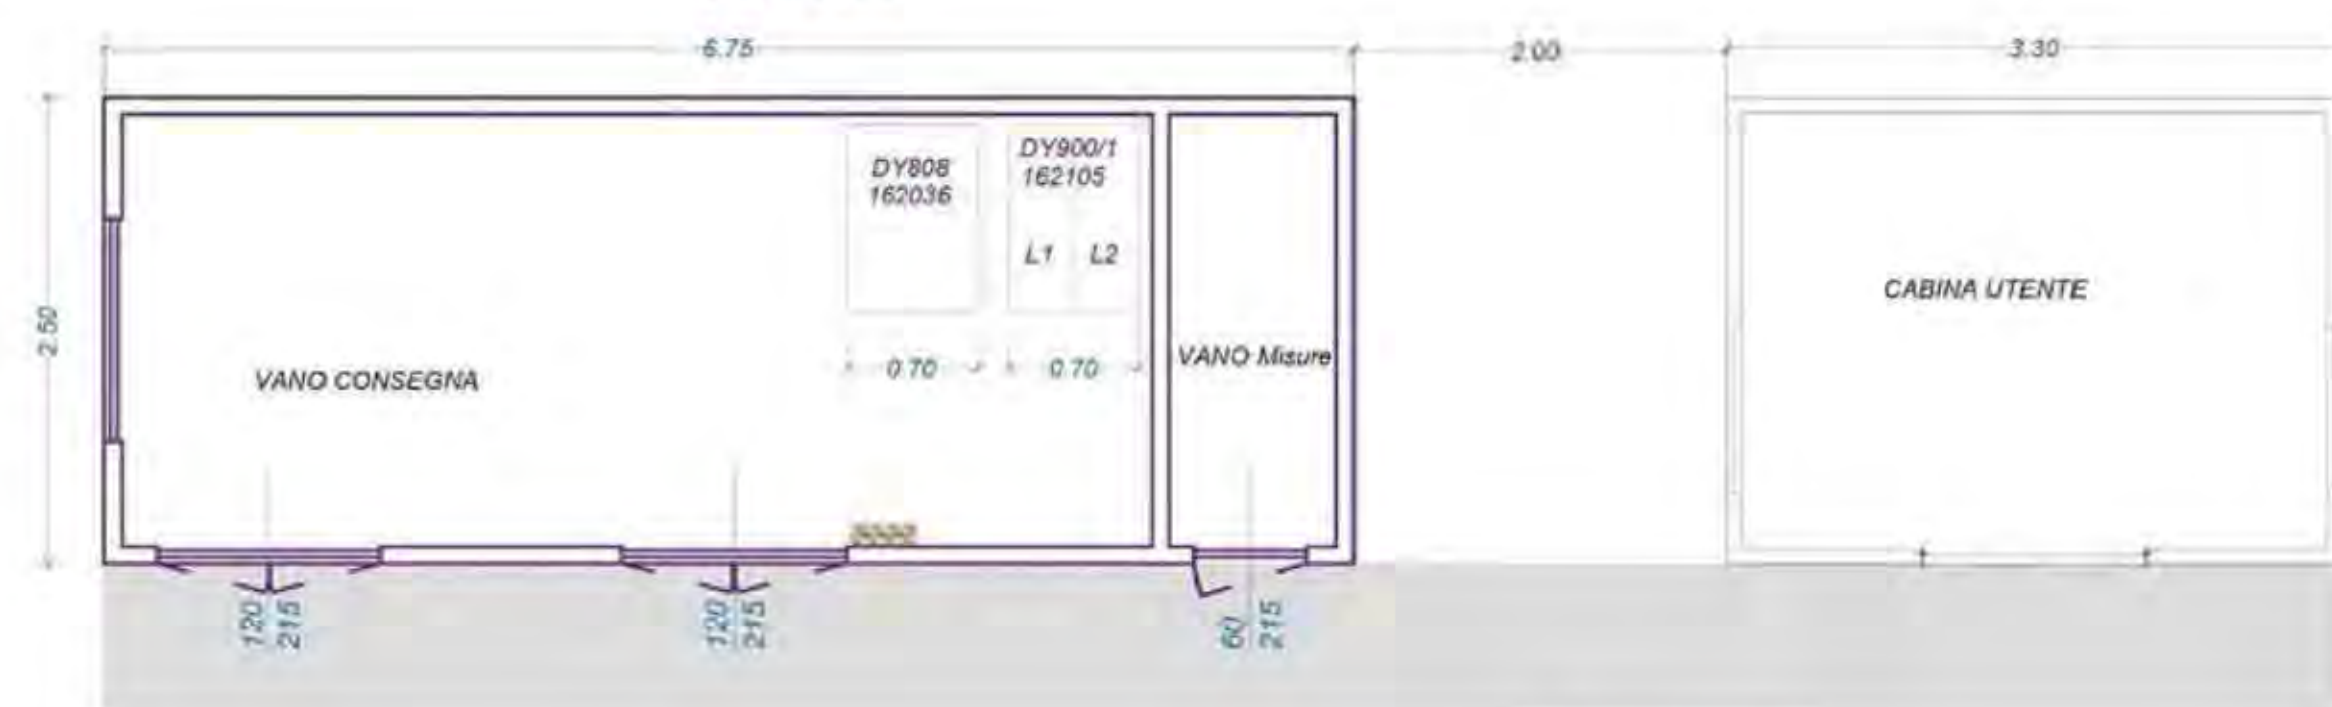 6.75
2.00
3.30
DY808
162036
DY900/1
162105
L1 L2
2.50
CABINA UTENTE
VANO Misure
0.70
0.70
VANO CONSEGNA
120
215
120
215
60
215